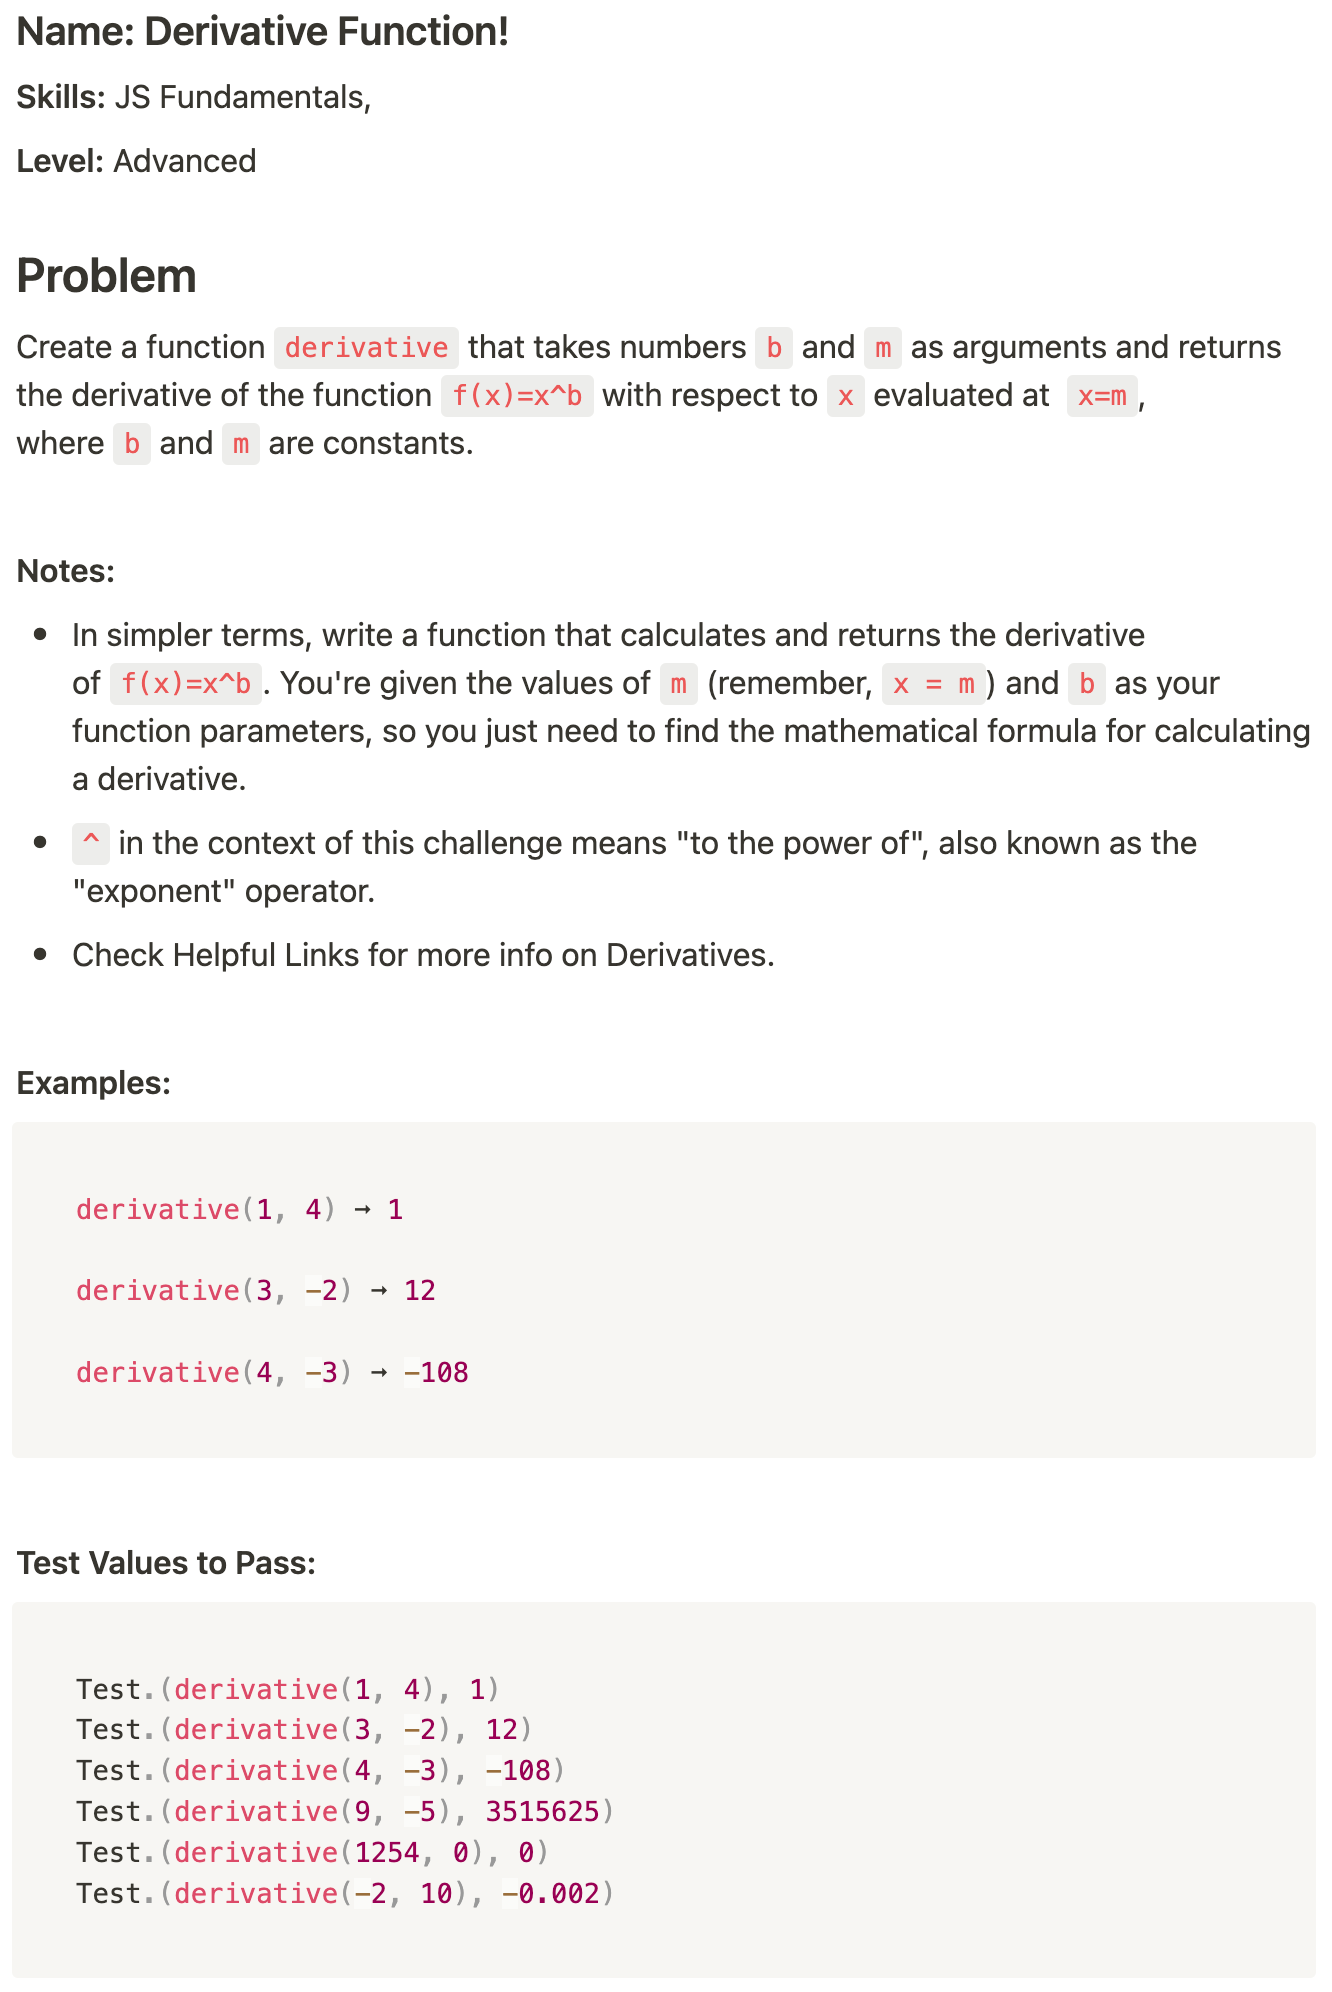 Name: Derivative Function!
Skills: JS Fundamentals,
Level: Advanced
Problem
Create a function derivative that takes numbers b and m as arguments and returns
the derivative of the function f(x)=x^b with respect to x evaluated at x=m,
where b and m are constants.
Notes:
• In simpler terms, write a function that calculates and returns the derivative
of f(x)=x^b. You're given the values of m (remember, x = m) and b as your
function parameters, so you just need to find the mathematical formula for calculating
a derivative.
• ^ in the context of this challenge means "to the power of", also known as the
"exponent" operator.
• Check Helpful Links for more info on Derivatives.
Examples:
derivative(1, 4) → 1
derivative(3, -2) → 12
derivative(4, -3) → -108
Test Values to Pass:
Test.(derivative(1, 4), 1)
Test.(derivative(3, -2), 12)
Test.(derivative(4, -3), -108)
Test.(derivative(9, -5), 3515625)
Test.(derivative(1254, 0), 0)
Test.(derivative(-2, 10), -0.002)